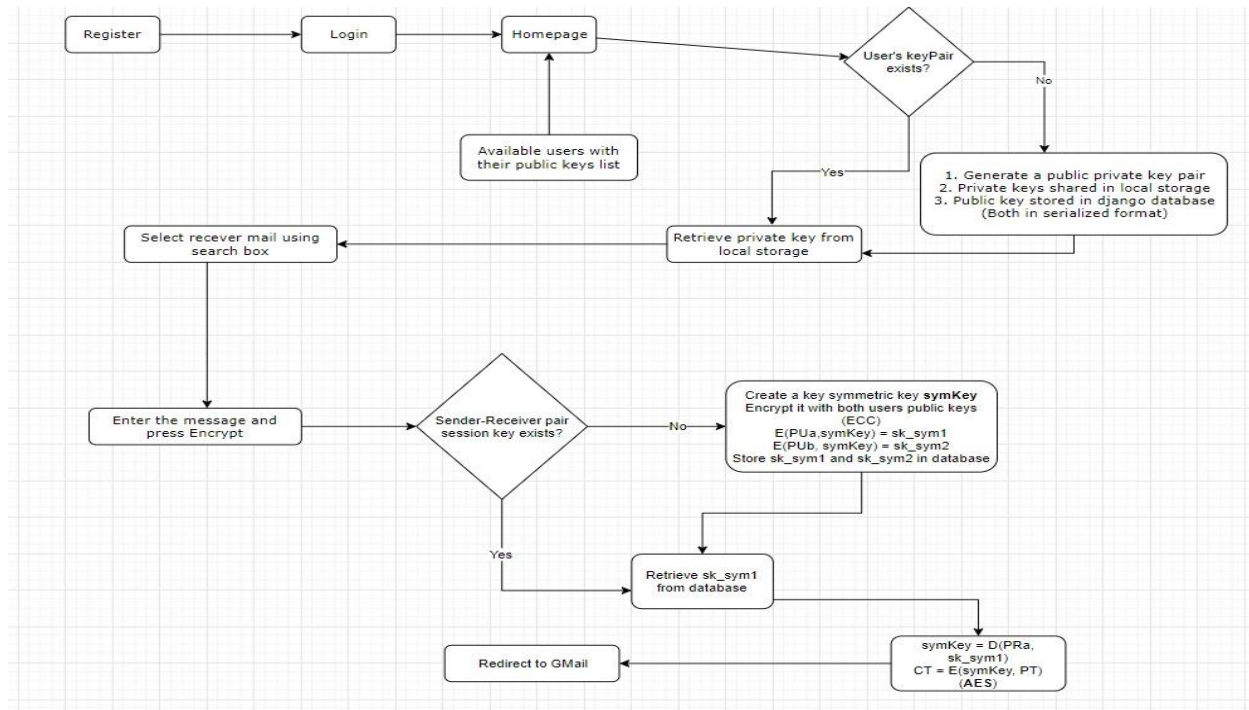 Register
Login
Homepage
User's keyPair
exists?
No
Available users with
their public keys list
Yes
1. Generate a public private key pair
2. Private keys shared in local storage
3. Public key stored in django database
(Both in serialized format)
Select recever mail using
search box
Retrieve private key from
local storage
Enter the message and
press Encrypt
Sender-Receiver pair
session key exists?
No
Create a key symmetric key symKey
Encrypt it with both users public keys
(ECC)
E(PUa,symKey) = sk_sym1
E(PUb, symKey) = sk_sym2
Store sk_sym1 and sk_sym2 in database
Yes
Retrieve sk_sym1
from database
symKey = D(PRa,
sk_sym1)
CT = E(symKey, PT)
(AES)
Redirect to GMail